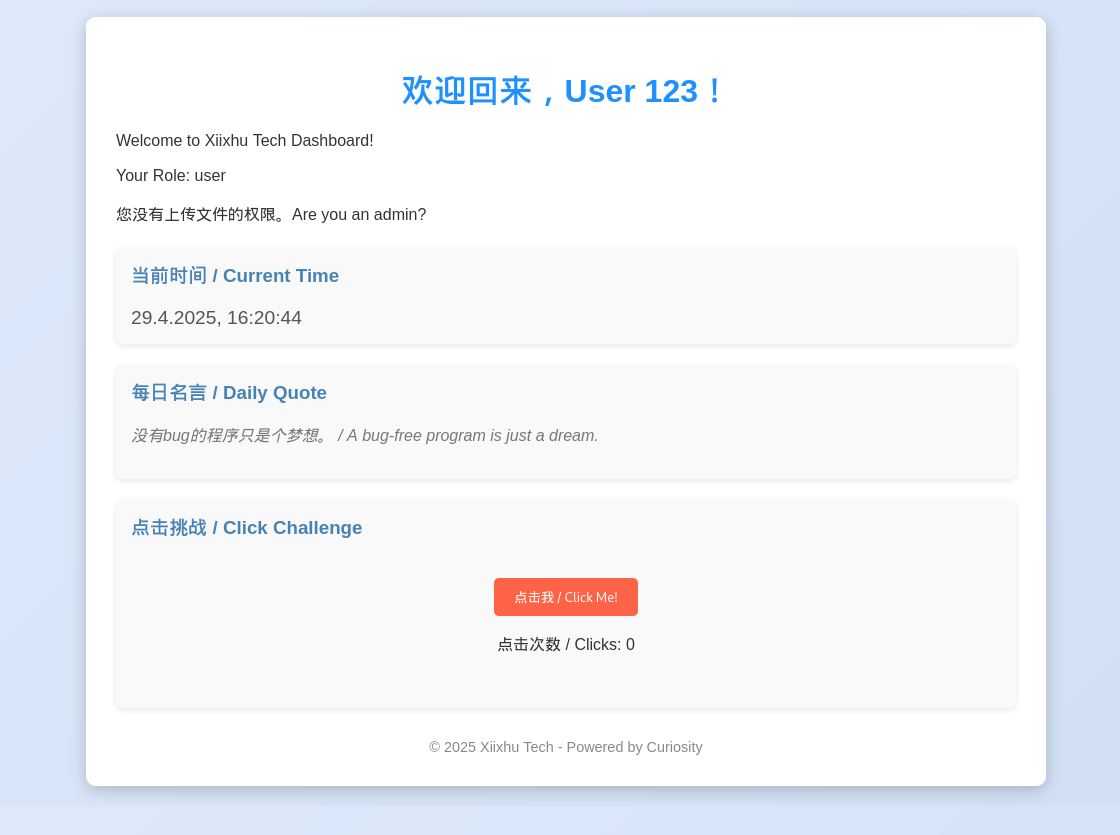 欢迎回来，User 123！
Welcome to Xiixhu Tech Dashboard!
Your Role: user
您没有上传文件的权限。Are you an admin?
当前时间 / Current Time
29.4.2025, 16:20:44
每日名言 / Daily Quote
没有bug的程序只是个梦想。 / A bug-free program is just a dream.
点击挑战 / Click Challenge
点击我 / Click Me!
点击次数 / Clicks: 0
© 2025 Xiixhu Tech - Powered by Curiosity